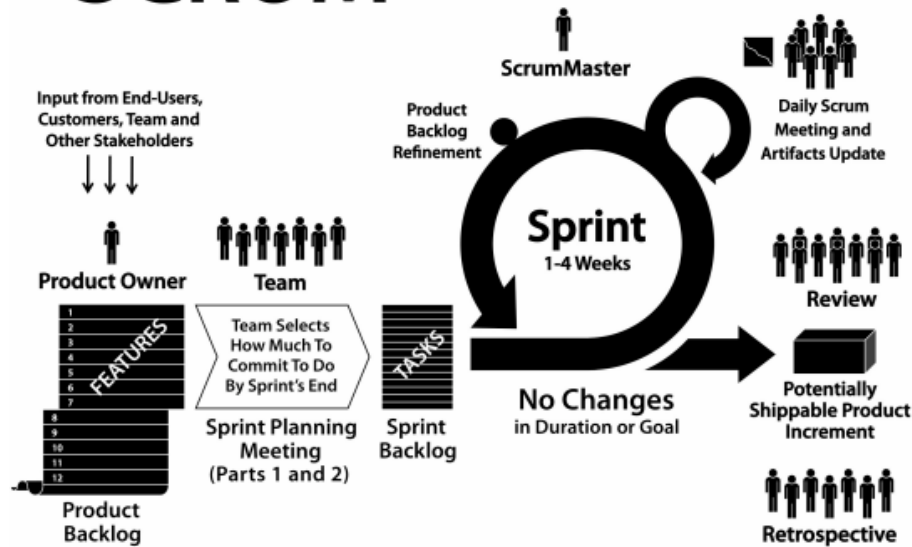 SCRUM
Input from End-Users,
Customers, Team and
Other Stakeholders
Product Owner
Team
1
2
3
4
5
6
7
8
9
10
11
12
FEATURES
Product
Backlog
Team Selects
How Much To
Commit To Do
By Sprint's End
Sprint Planning
Meeting
(Parts 1 and 2)
TASKS
Sprint
Backlog
ScrumMaster
Product
Backlog
Refinement
Sprint
1-4 Weeks
No Changes
in Duration or Goal
Daily Scrum
Meeting and
Artifacts Update
Review
Potentially
Shippable Product
Increment
Retrospective